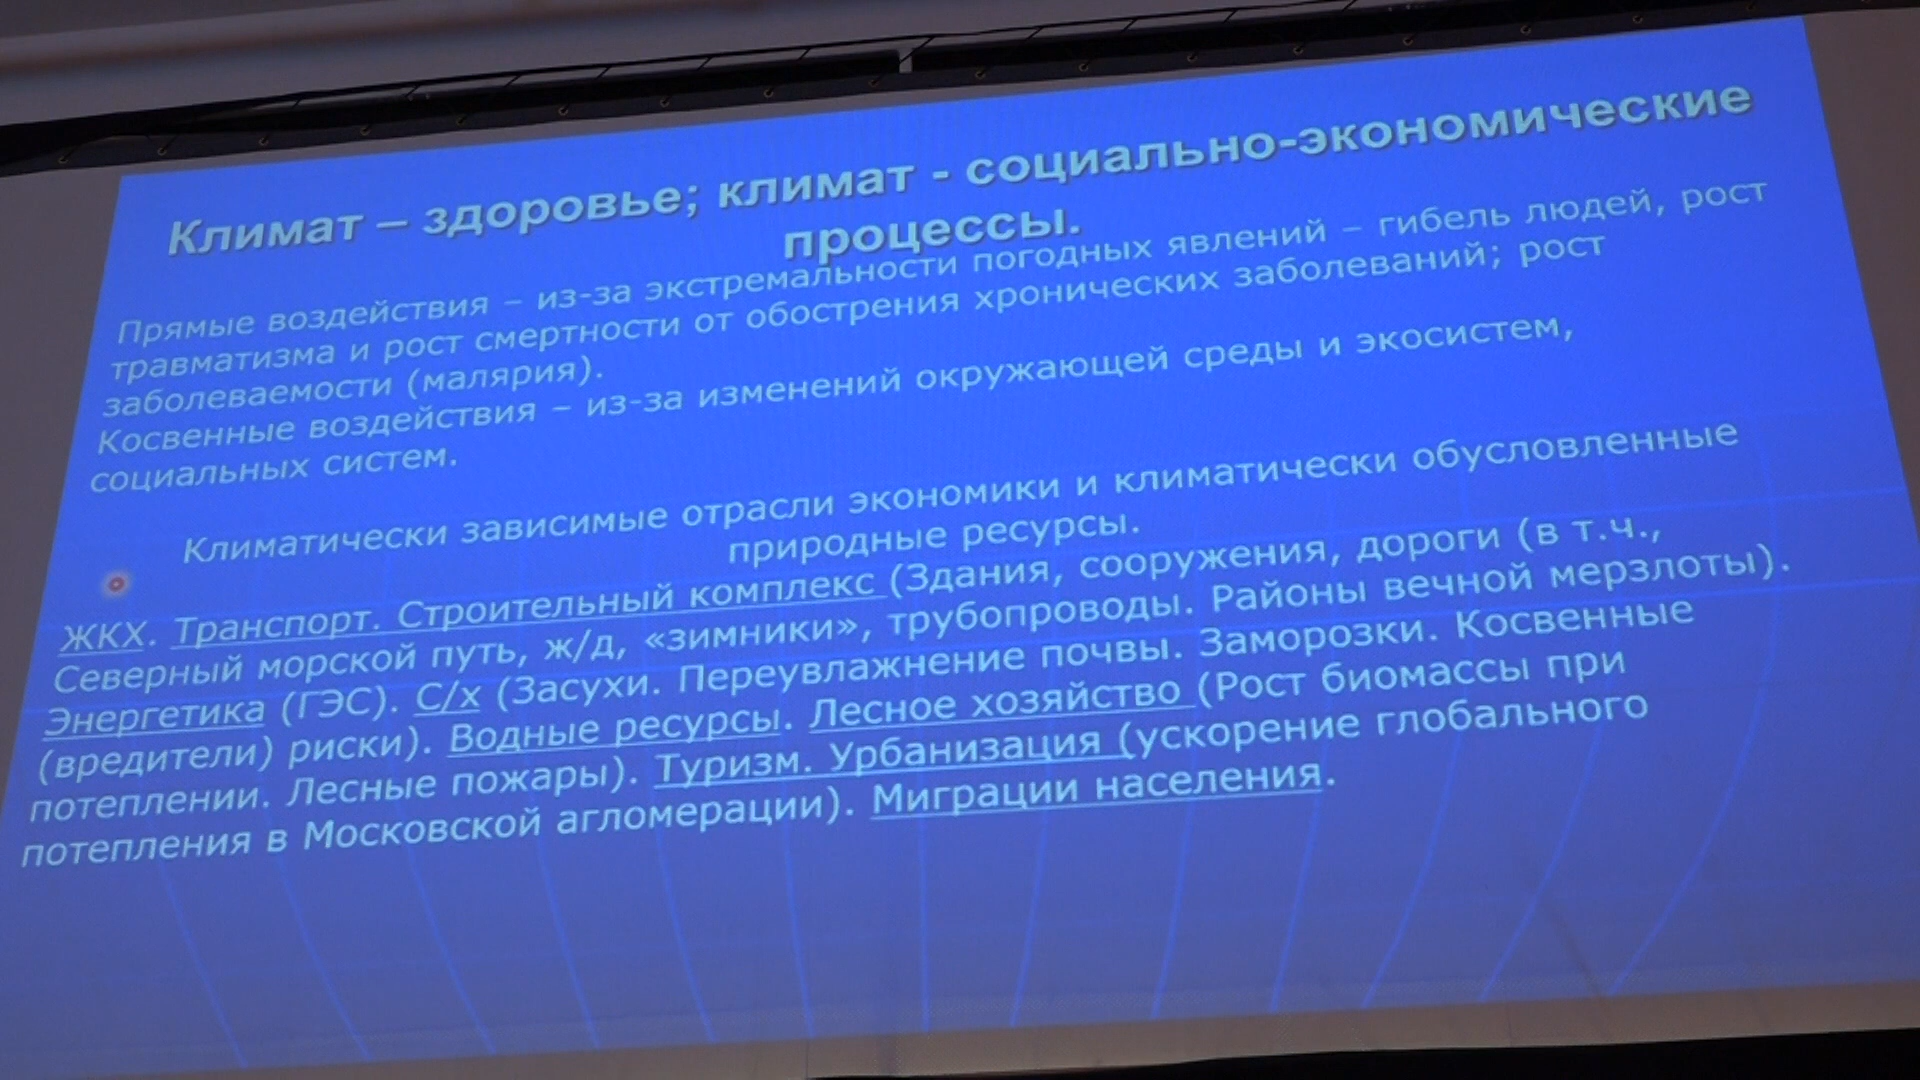 Климат – здоровье; климат - социально-экономические
процессы.
Прямые воздействия – из-за экстремальности погодных явлений – гибель людей, рост
травматизма и рост смертности от обострения хронических заболеваний; рост
заболеваемости (малярия).
Косвенные воздействия – из-за изменений окружающей среды и экосистем,
социальных систем.
Климатически зависимые отрасли экономики и климатически обусловленные
природные ресурсы.
ЖКХ. Транспорт. Строительный комплекс (Здания, сооружения, дороги (в т.ч.,
Северный морской путь, ж/д, «зимники», трубопроводы. Районы вечной мерзлоты).
Энергетика (ГЭС). С/х (Засухи. Переувлажнение почвы. Заморозки. Косвенные
(вредители) риски). Водные ресурсы. Лесное хозяйство (Рост биомассы при
потеплении. Лесные пожары). Туризм. Урбанизация (ускорение глобального
потепления в Московской агломерации). Миграции населения.